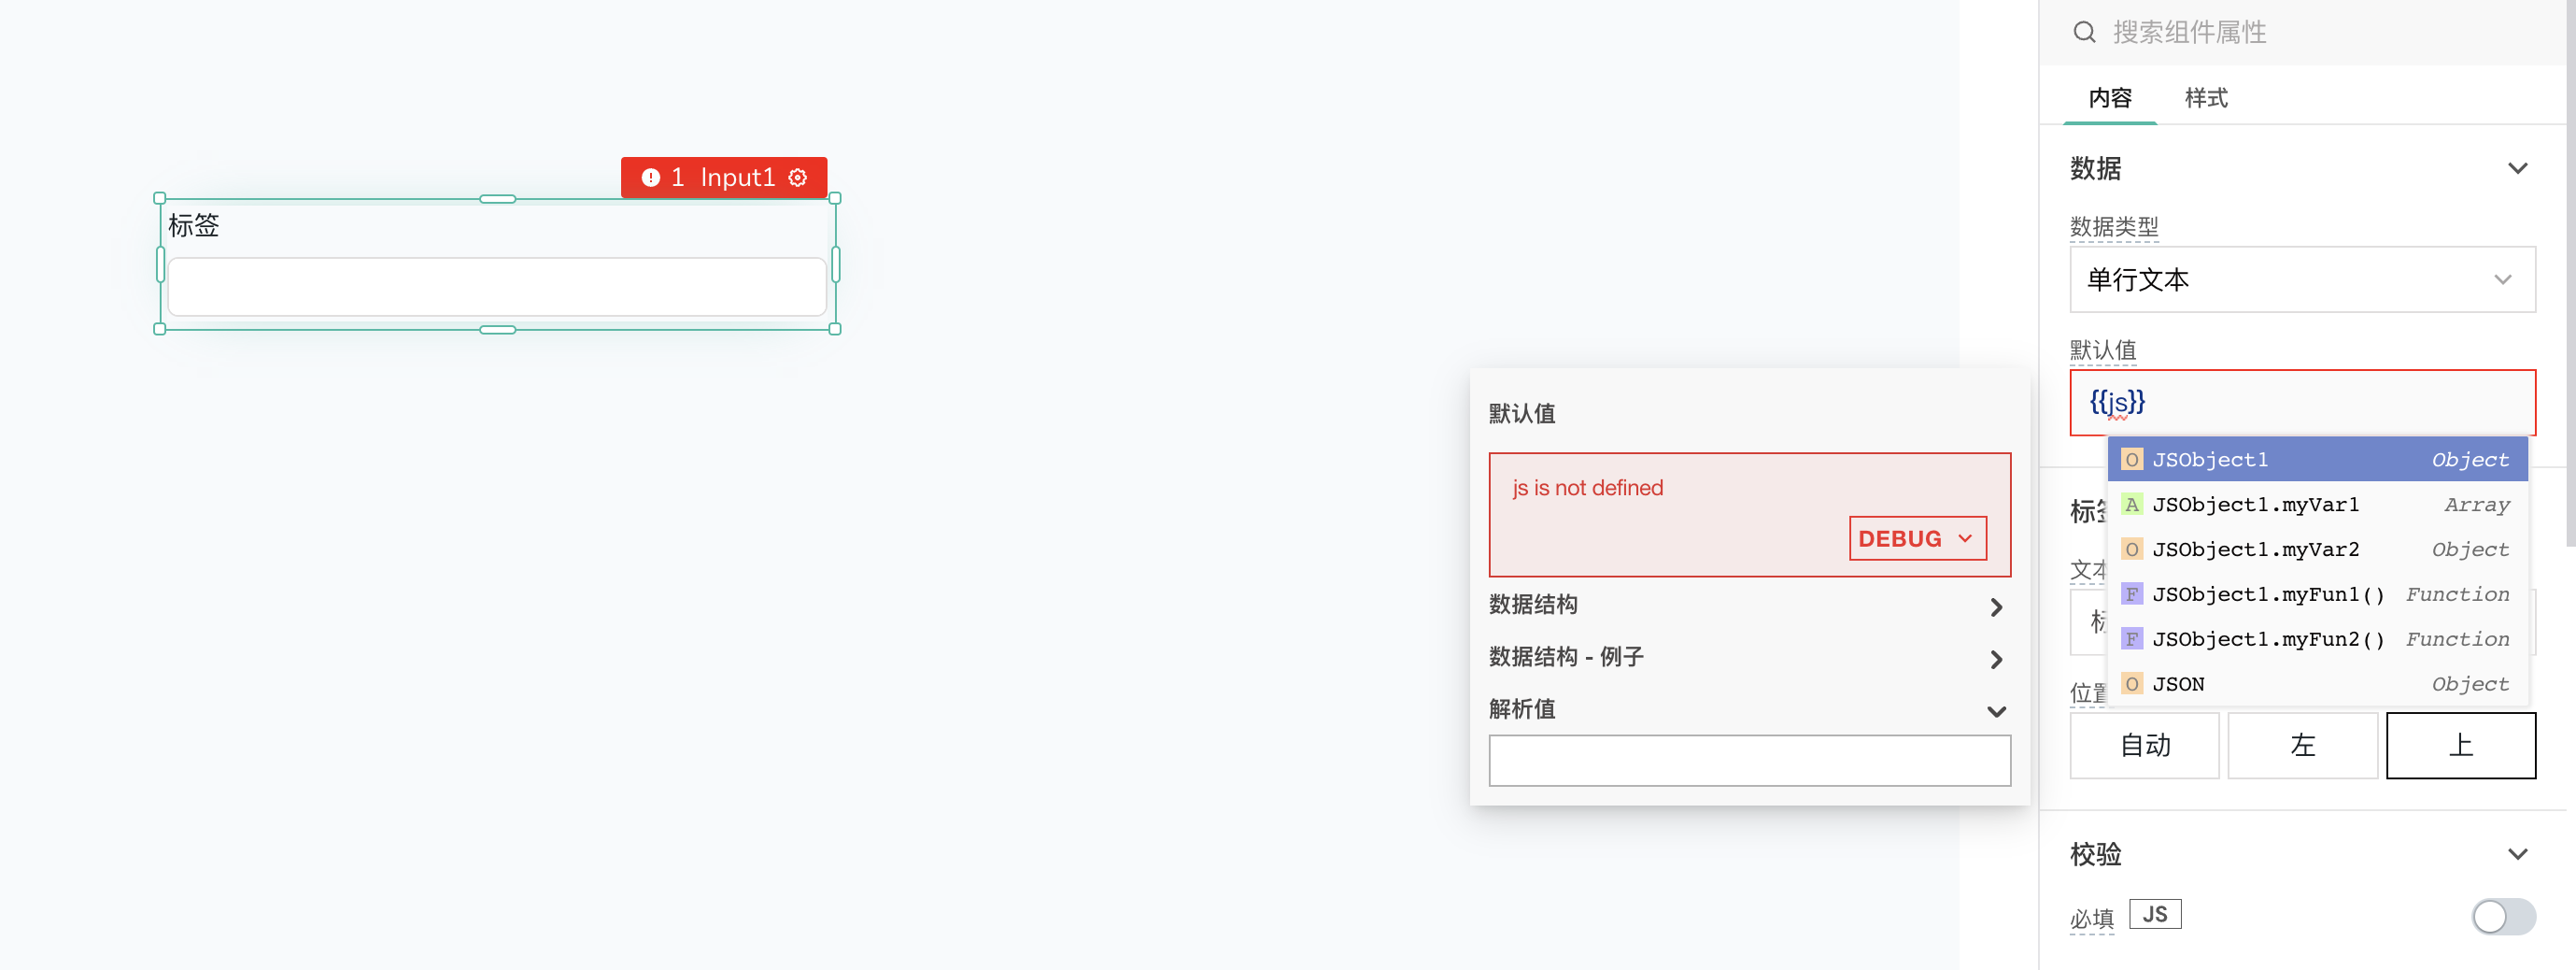 1 Input1
标签
默认值
js is not defined
DEBUG
数据结构
数据结构 - 例子
解析值
搜索组件属性
内容 样式
数据
数据类型
单行文本
默认值
{{js}}
O JSObject1 Object
A JSObject1.myVar1 Array
O JSObject1.myVar2 Object
F JSObject1.myFun1() Function
F JSObject1.myFun2() Function
O JSON Object
标
文本
位置
自动 左 上
校验
必填 JS